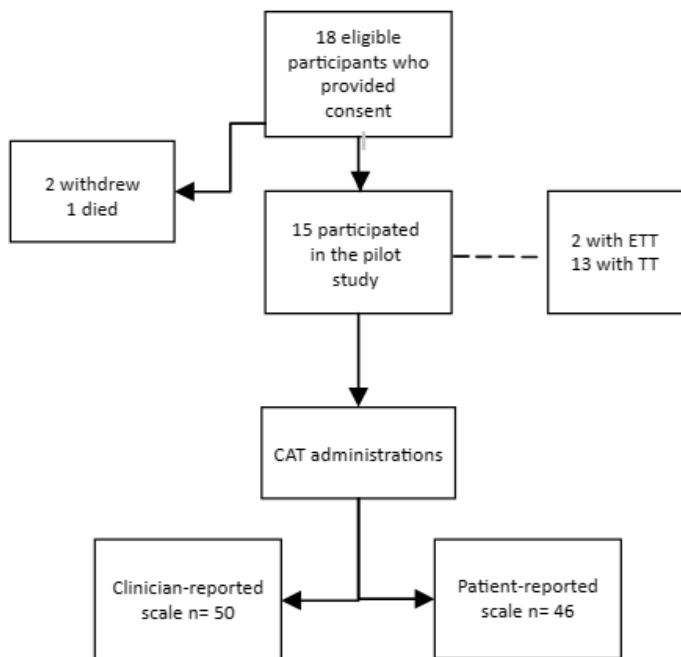 18 eligible
participants who
provided
consent
2 withdrew
1 died
15 participated
in the pilot
study
2 with ETT
13 with TT
CAT administrations
Clinician-reported
scale n= 50
Patient-reported
scale n= 46